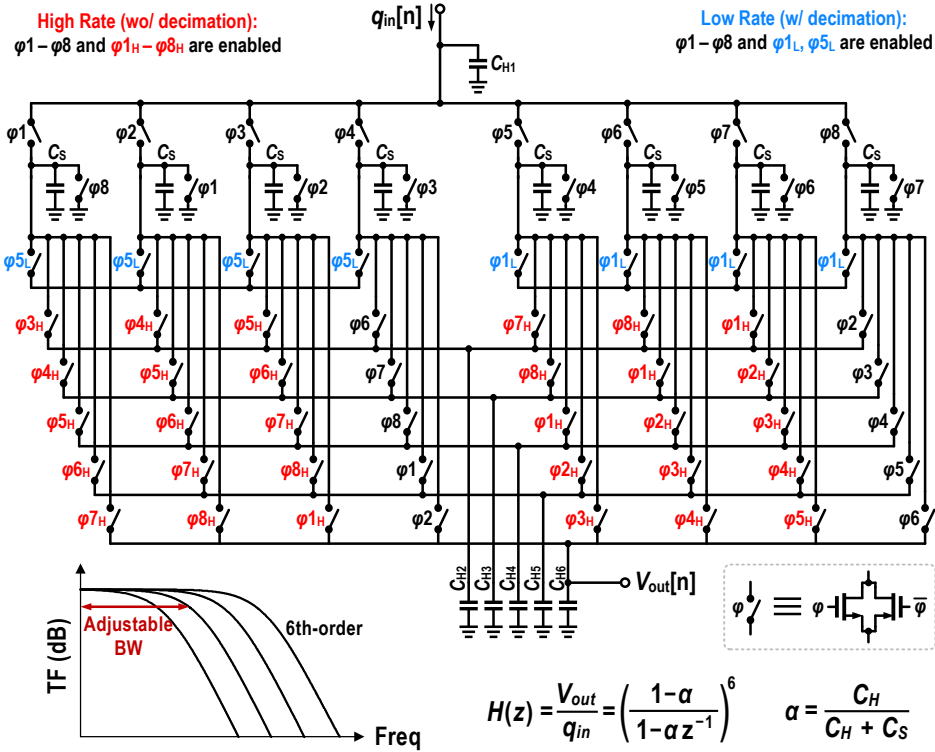 High Rate (wo/ decimation):
φ1 – φ8 and φ1H – φ8H are enabled
qin[n]
Low Rate (w/ decimation):
φ1 – φ8 and φ1L, φ5L are enabled
CH1
φ1 φ2 φ3 φ4 φ5 φ6 φ7 φ8
CS CS CS CS CS CS CS CS
φ8 φ1 φ2 φ3 φ4 φ5 φ6 φ7
φ5L φ5L φ5L φ5L φ1L φ1L φ1L φ1L
φ3H φ4H φ5H φ6 φ7H φ8H φ1H φ2
φ4H φ5H φ6H φ7 φ8H φ1H φ2H φ3
φ5H φ6H φ7H φ8 φ1H φ2H φ3H φ4
φ6H φ7H φ8H φ1 φ2H φ3H φ4H φ5
φ7H φ8H φ1H φ2 φ3H φ4H φ5H φ6
CH2 CH3 CH4 CH5 CH6
Vout[n]
φ ≡ φ φ̅
TF (dB)
Adjustable
BW
6th-order
Freq
H(z) = Vout / qin = ( (1–α) / (1–α z⁻¹) )⁶
α = CH / (CH + CS)